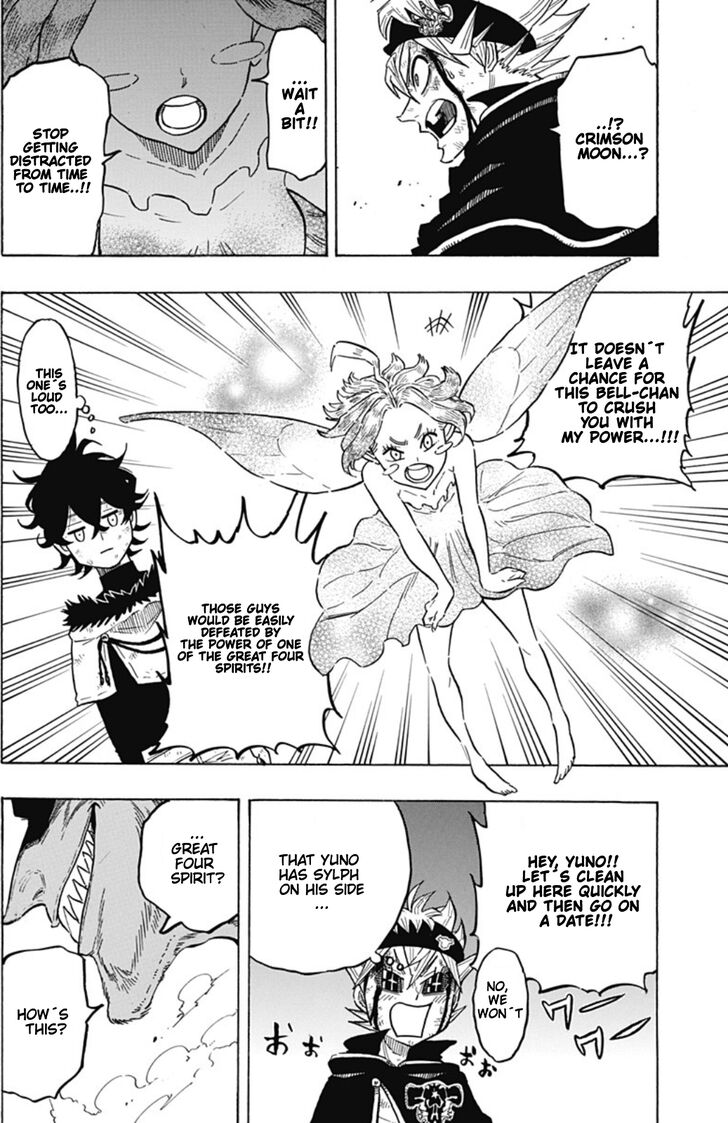 ..!?
CRIMSON
MOON...?
...
WAIT
A
BIT!!
STOP
GETTING
DISTRACTED
FROM TIME
TO TIME..!!
IT DOESN´T
LEAVE A
CHANCE FOR
THIS BELL-CHAN
TO CRUSH
YOU WITH
MY POWER...!!!
THIS
ONE´S
LOUD
TOO...
THOSE GUYS
WOULD BE EASILY
DEFEATED BY
THE POWER OF ONE
OF THE GREAT FOUR
SPIRITS!!
HEY, YUNO!!
LET´S CLEAN
UP HERE QUICKLY
AND THEN GO ON
A DATE!!!
NO,
WE
WON´T
THAT YUNO
HAS SYLPH
ON HIS SIDE
...
おお
...
GREAT
FOUR
SPIRIT?
HOW´S
THIS?